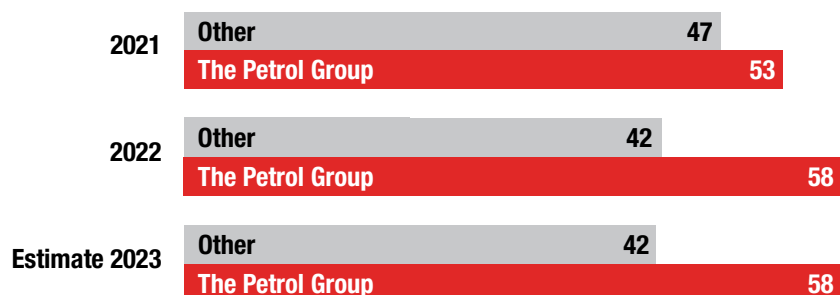 2021
Other 47
The Petrol Group 53
2022
Other 42
The Petrol Group 58
Estimate 2023
Other 42
The Petrol Group 58